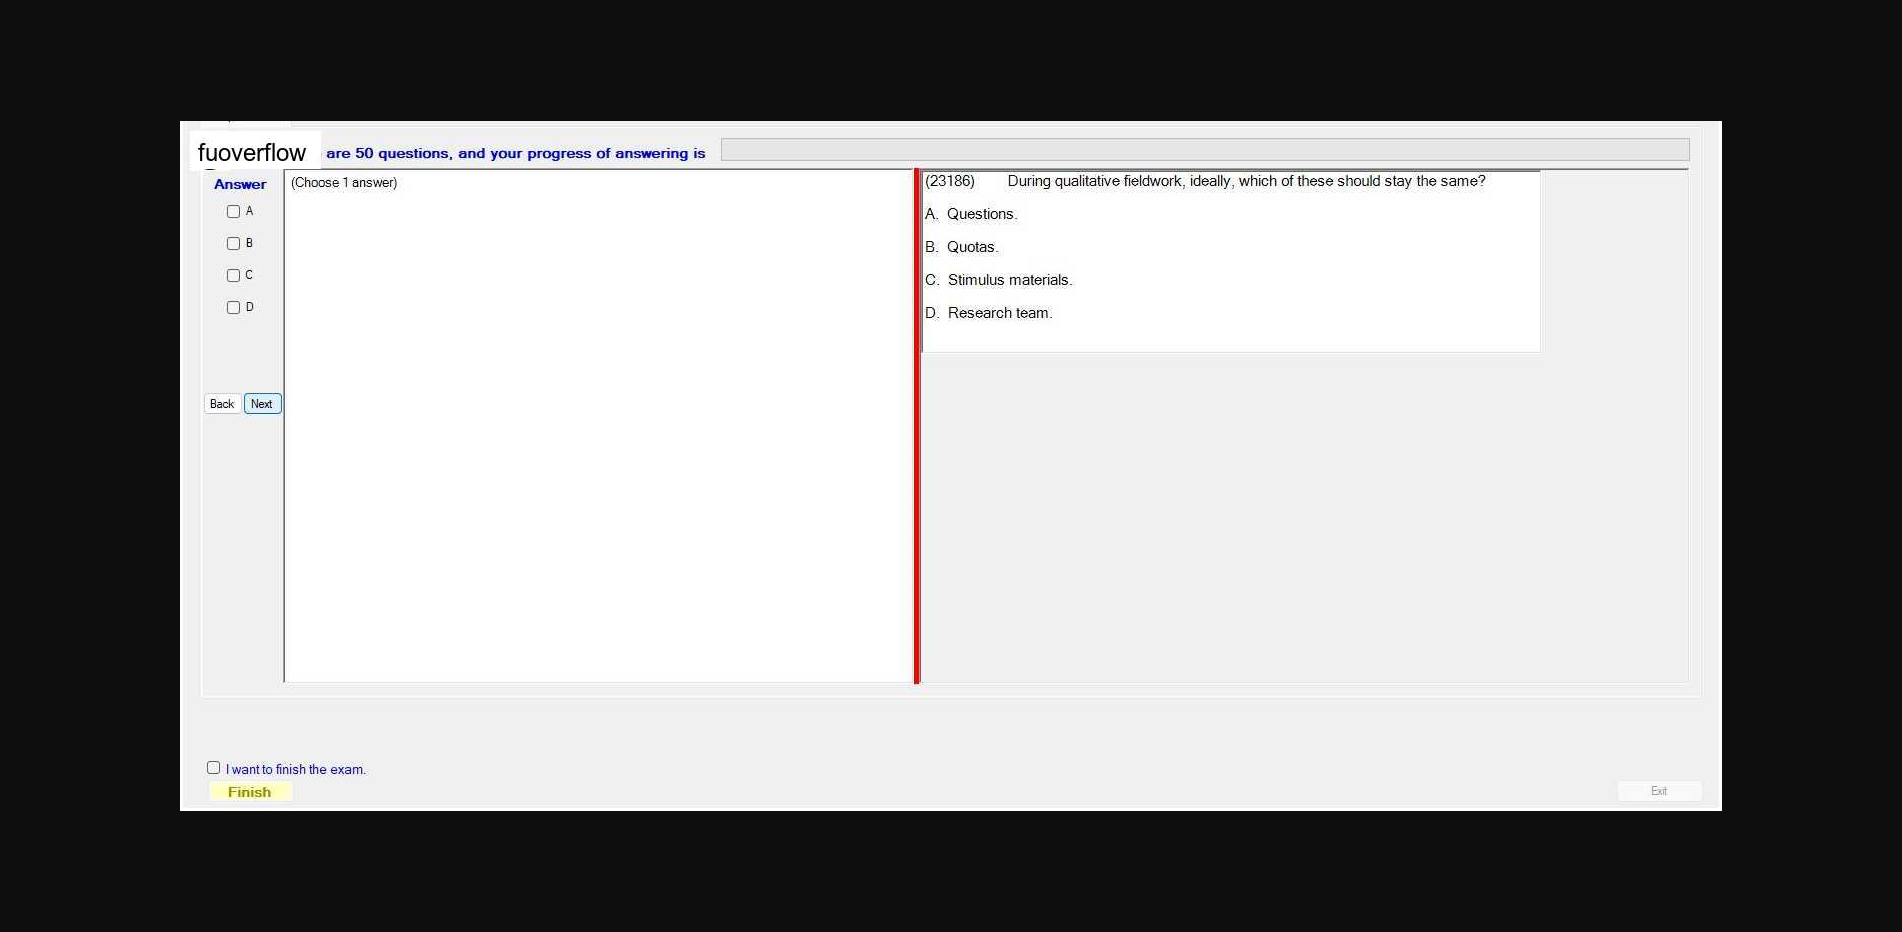 fuoverflow are 50 questions, and your progress of answering is
Answer
(Choose 1 answer)
A
B
C
D
Back Next
(23186) During qualitative fieldwork, ideally, which of these should stay the same?
A. Questions.
B. Quotas.
C. Stimulus materials.
D. Research team.
I want to finish the exam.
Finish
Exit